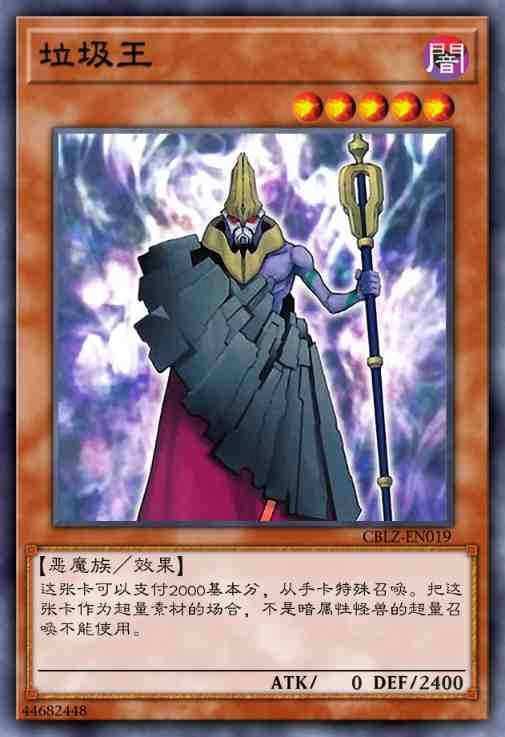 垃圾王
闇
CBLZ-EN019
【恶魔族／效果】
这张卡可以支付2000基本分，从手卡特殊召唤。把这
张卡作为超量素材的场合，不是暗属性怪兽的超量召
唤不能使用。
ATK/ 0 DEF/2400
44682448